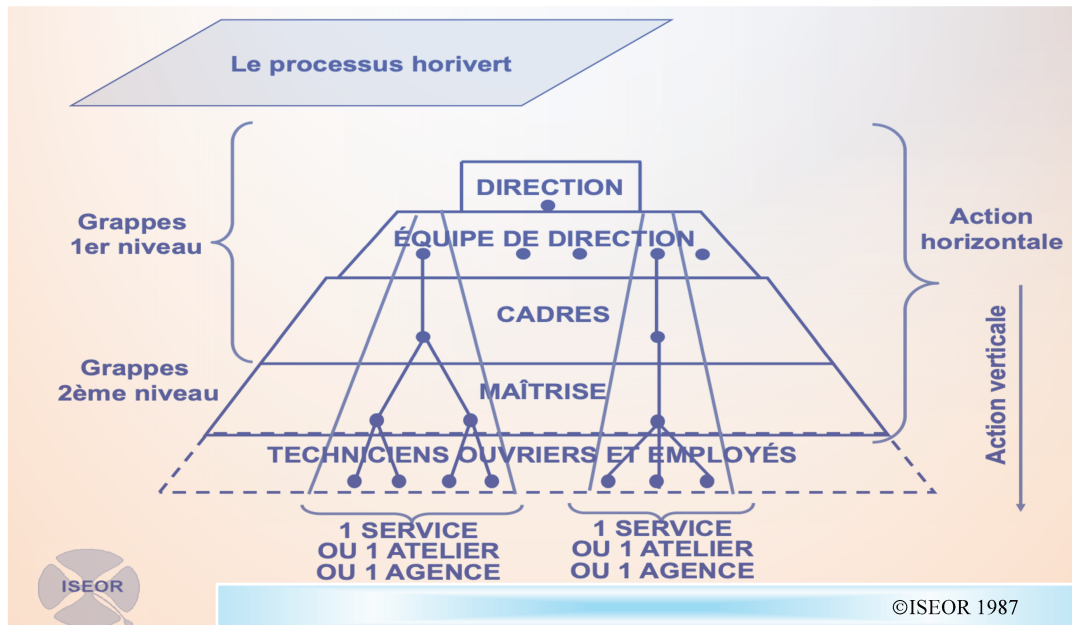 Le processus horivert
DIRECTION
Grappes
1er niveau
ÉQUIPE DE DIRECTION
Action
horizontale
CADRES
Grappes
2ème niveau
MAÎTRISE
Action verticale
TECHNICIENS OUVRIERS ET EMPLOYÉS
1 SERVICE
OU 1 ATELIER
OU 1 AGENCE
1 SERVICE
OU 1 ATELIER
OU 1 AGENCE
ISEOR
©ISEOR 1987